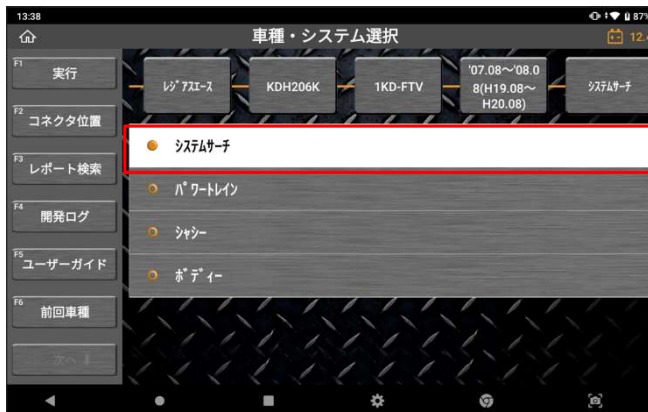 13:38
87%
車種・システム選択
12.4
F1
実行
F2
コネクタ位置
F3
レポート検索
F4
開発ログ
F5
ユーザーガイド
F6
前回車種
次へ
ﾚｼﾞｱｽｴｰｽ
KDH206K
1KD-FTV
'07.08～'08.0
8(H19.08～
H20.08)
ｼｽﾃﾑｻｰﾁ
ｼｽﾃﾑｻｰﾁ
ﾊﾟﾜｰﾄﾚｲﾝ
ｼｬｼｰ
ﾎﾞﾃﾞｨｰ